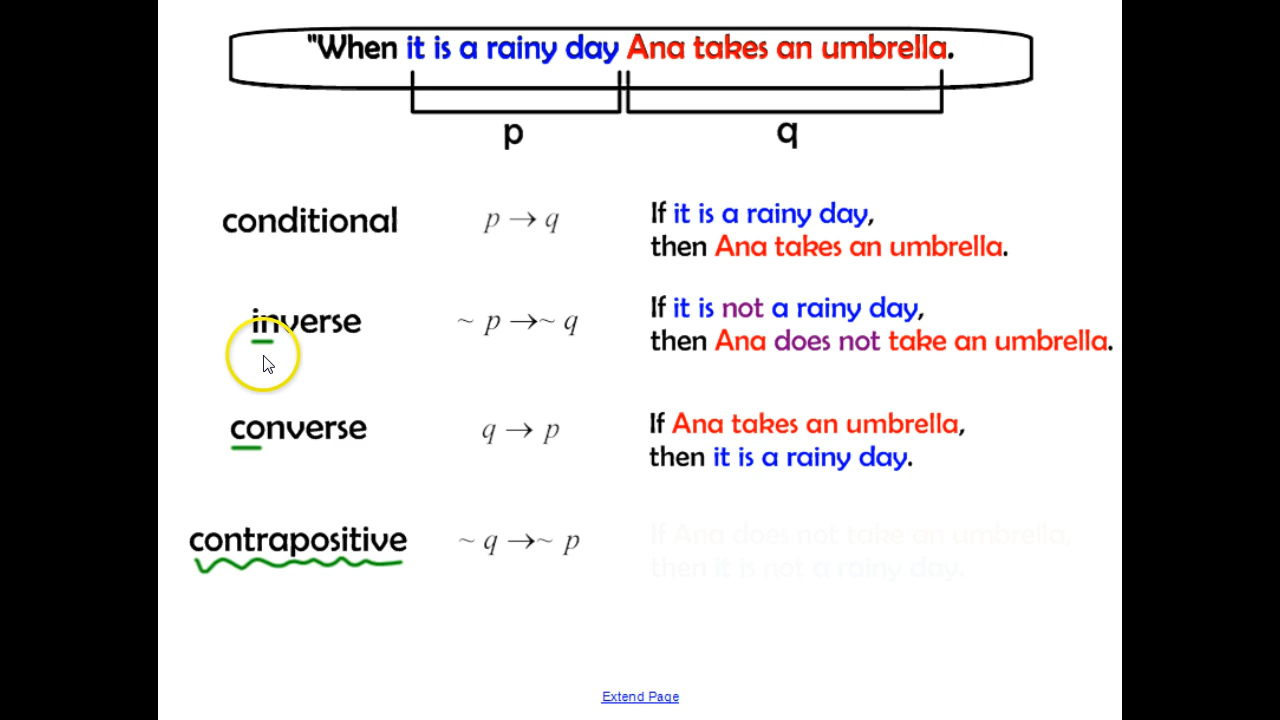 "When it is a rainy day Ana takes an umbrella.
p q
conditional p → q If it is a rainy day,
then Ana takes an umbrella.
inverse ~ p →~ q If it is not a rainy day,
then Ana does not take an umbrella.
converse q → p If Ana takes an umbrella,
then it is a rainy day.
contrapositive ~ q →~ p If Ana does not take an umbrella,
then it is not a rainy day.
Extend Page